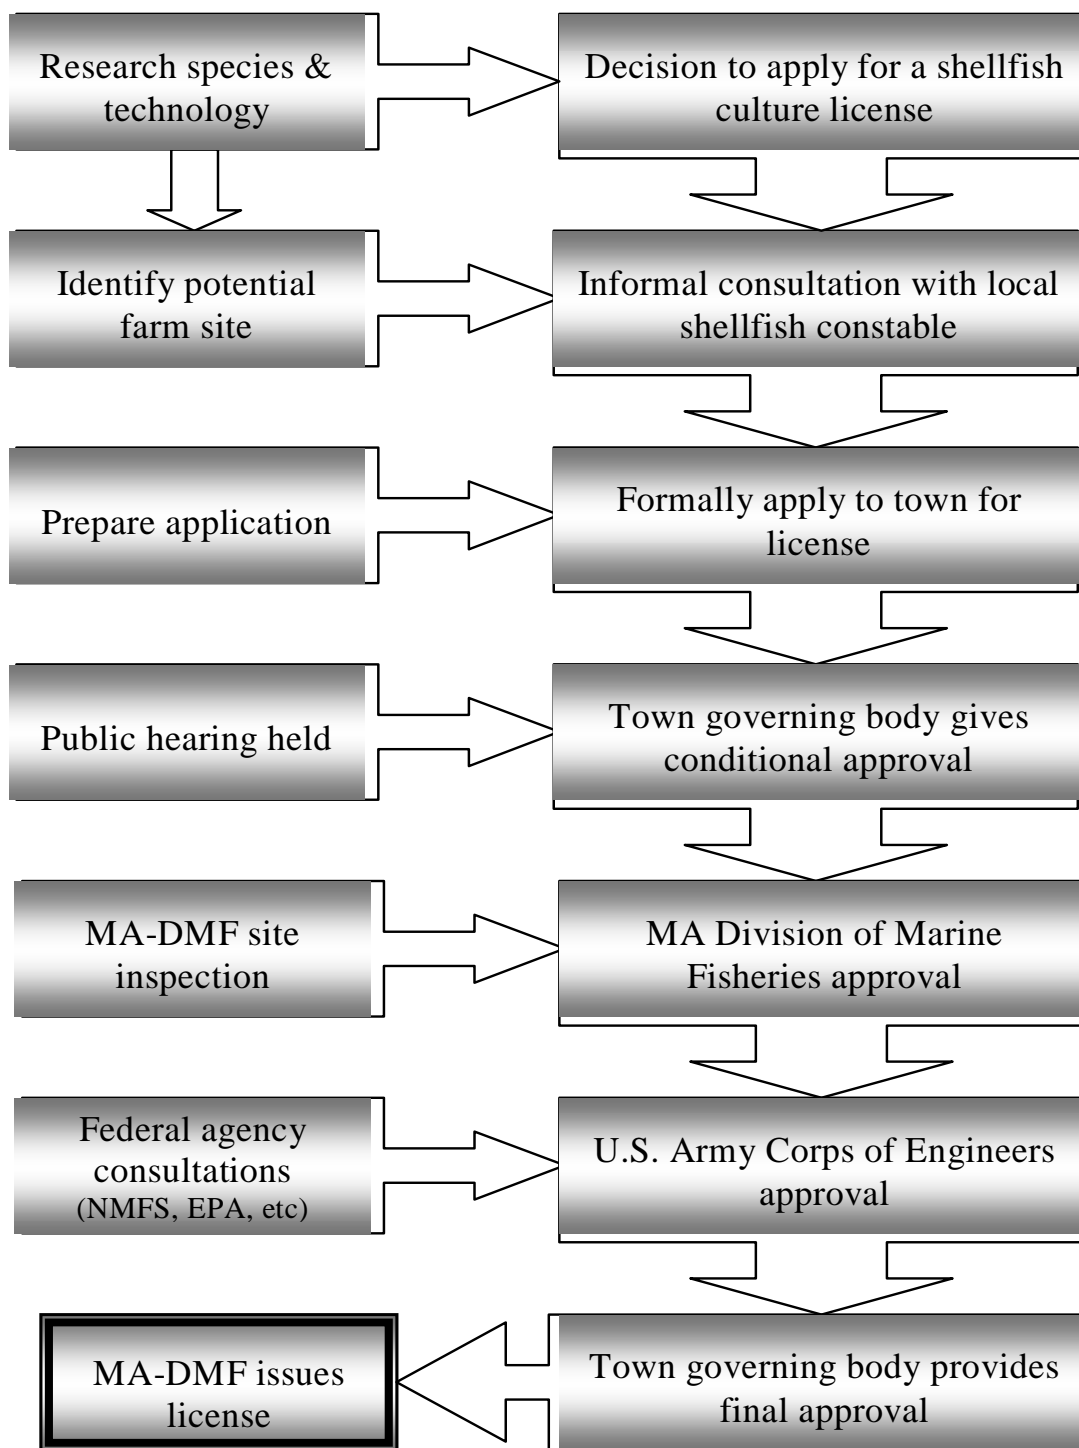 Research species &
technology
Decision to apply for a shellfish
culture license
Identify potential
farm site
Informal consultation with local
shellfish constable
Prepare application
Formally apply to town for
license
Public hearing held
Town governing body gives
conditional approval
MA-DMF site
inspection
MA Division of Marine
Fisheries approval
Federal agency
consultations
(NMFS, EPA, etc)
U.S. Army Corps of Engineers
approval
MA-DMF issues
license
Town governing body provides
final approval